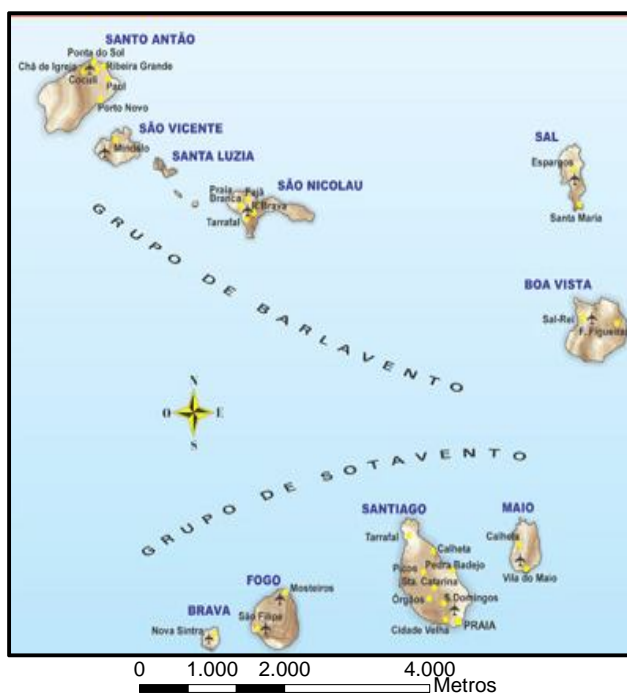 SANTO ANTÃO
Ponta do Sol
Chã de Igreja
Ribeira Grande
Coculi
Paúl
Porto Novo
SÃO VICENTE
Mindelo
SANTA LUZIA
Praia
Branca
Fajã
R.Brava
SÃO NICOLAU
Tarrafal
SAL
Espargos
Santa Maria
BOA VISTA
Sal-Rei
F. Figueiras
GRUPO DE BARLAVENTO
N
O E
S
GRUPO DE SOTAVENTO
SANTIAGO
Tarrafal
Calheta
Picos
Pedra Badejo
Sta. Catarina
Órgãos
S.Domingos
Cidade Velha
PRAIA
MAIO
Calheta
Vila do Maio
FOGO
Mosteiros
São Filipe
BRAVA
Nova Sintra
0 1.000 2.000 4.000
Metros